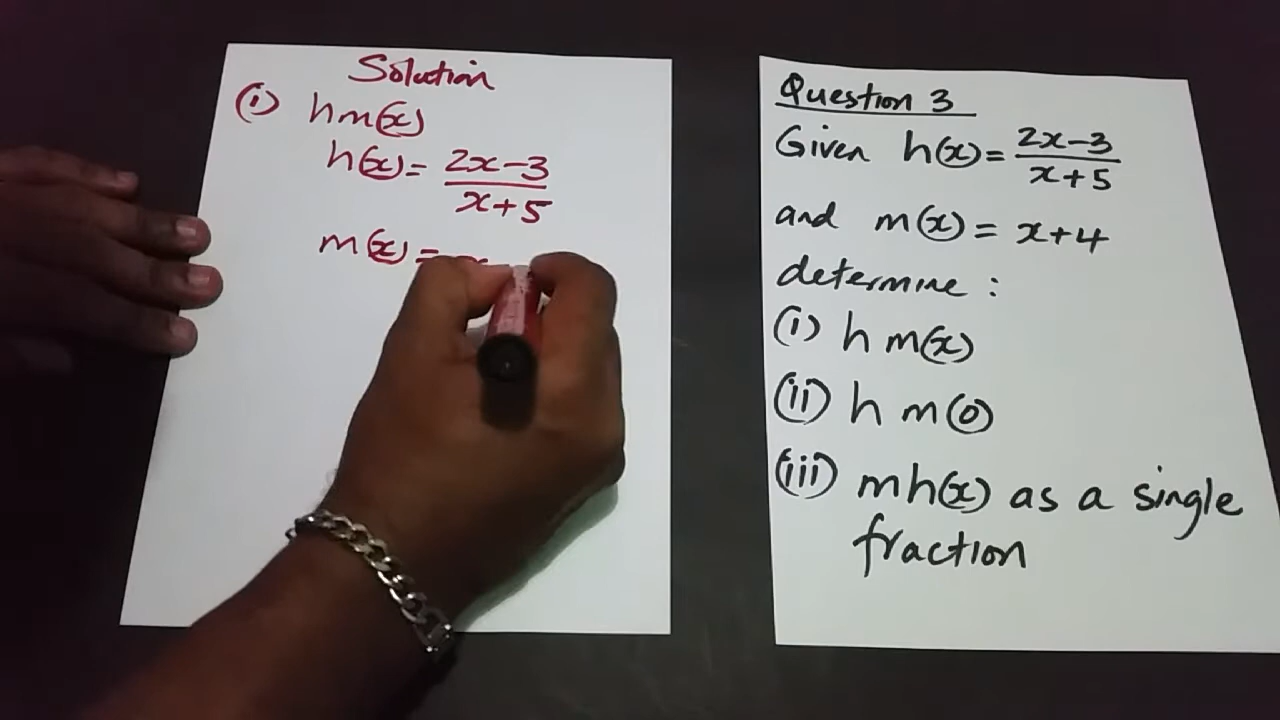 Solution
(i) hm(x)
h(x) = 2x-3
x+5
m(x) = x
Question 3
Given h(x) = 2x-3
x+5
and m(x) = x+4
determine :
(i) h m(x)
(ii) h m(0)
(iii) mh(x) as a single
fraction